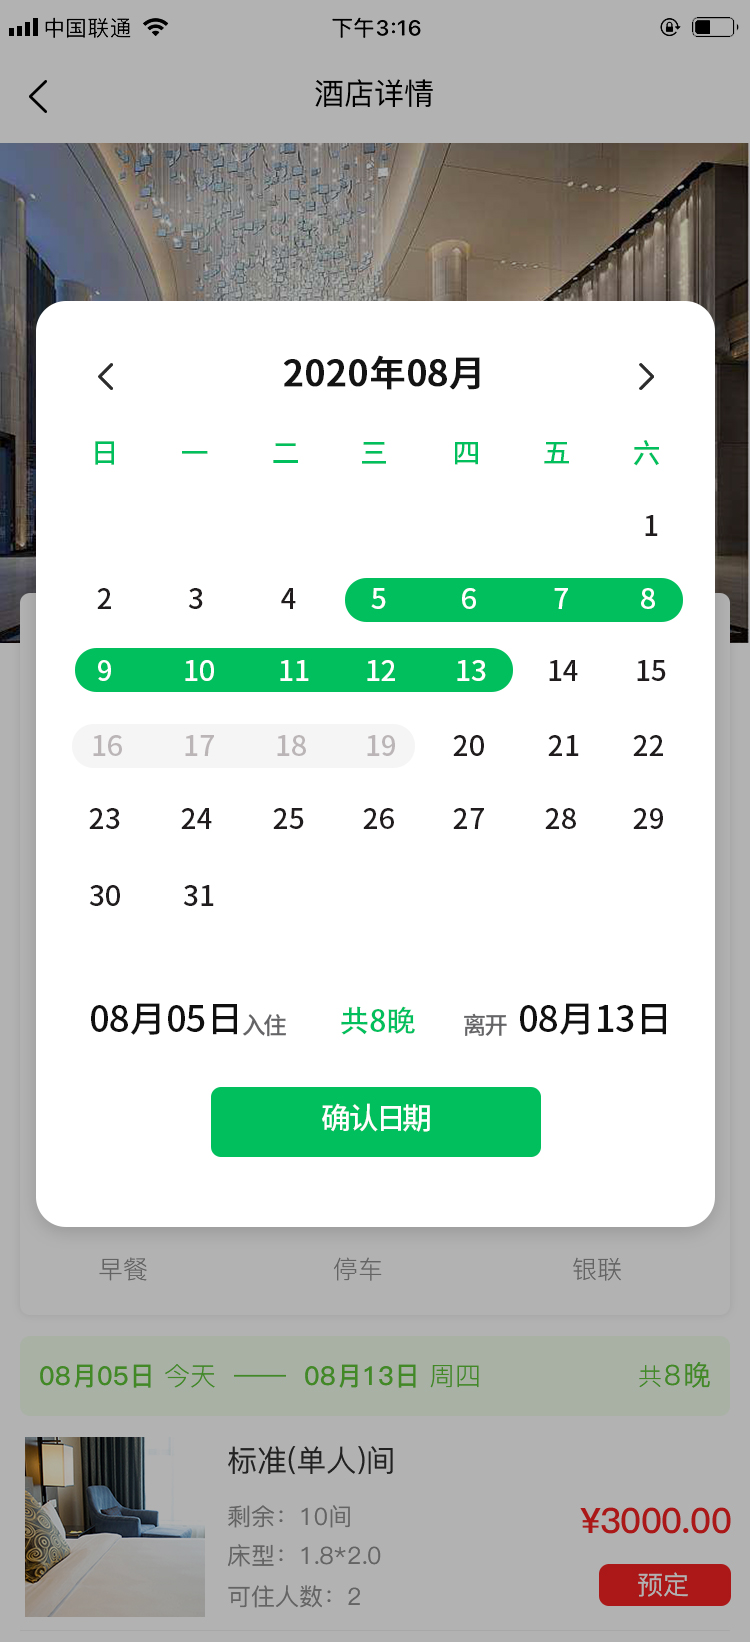 中国联通 下午3:16
酒店详情
2020年08月
日 一 二 三 四 五 六
1
2 3 4 5 6 7 8
9 10 11 12 13 14 15
16 17 18 19 20 21 22
23 24 25 26 27 28 29
30 31
08月05日入住 共8晚 离开 08月13日
确认日期
早餐 停车 银联
08月05日 今天 —— 08月13日 周四 共8晚
标准(单人)间
剩余：10间
¥3000.00
床型：1.8*2.0
预定
可住人数：2